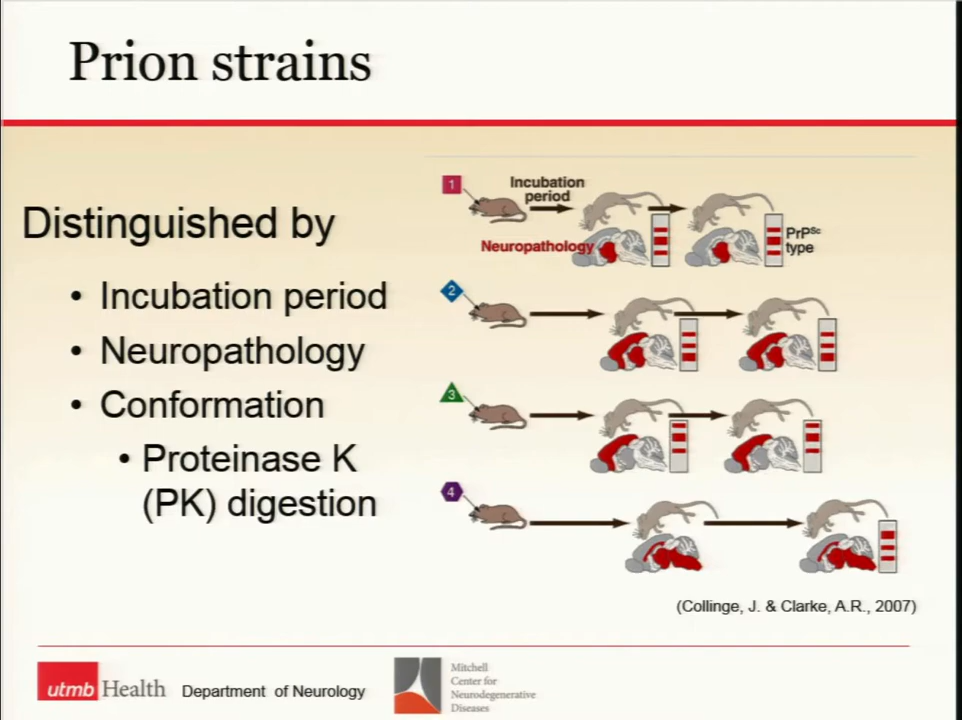 Prion strains
Distinguished by
• Incubation period
• Neuropathology
• Conformation
• Proteinase K
(PK) digestion
1
Incubation
period
Neuropathology
PrPSc
type
2
3
4
(Collinge, J. & Clarke, A.R., 2007)
utmb Health
Department of Neurology
Mitchell
Center for
Neurodegenerative
Diseases